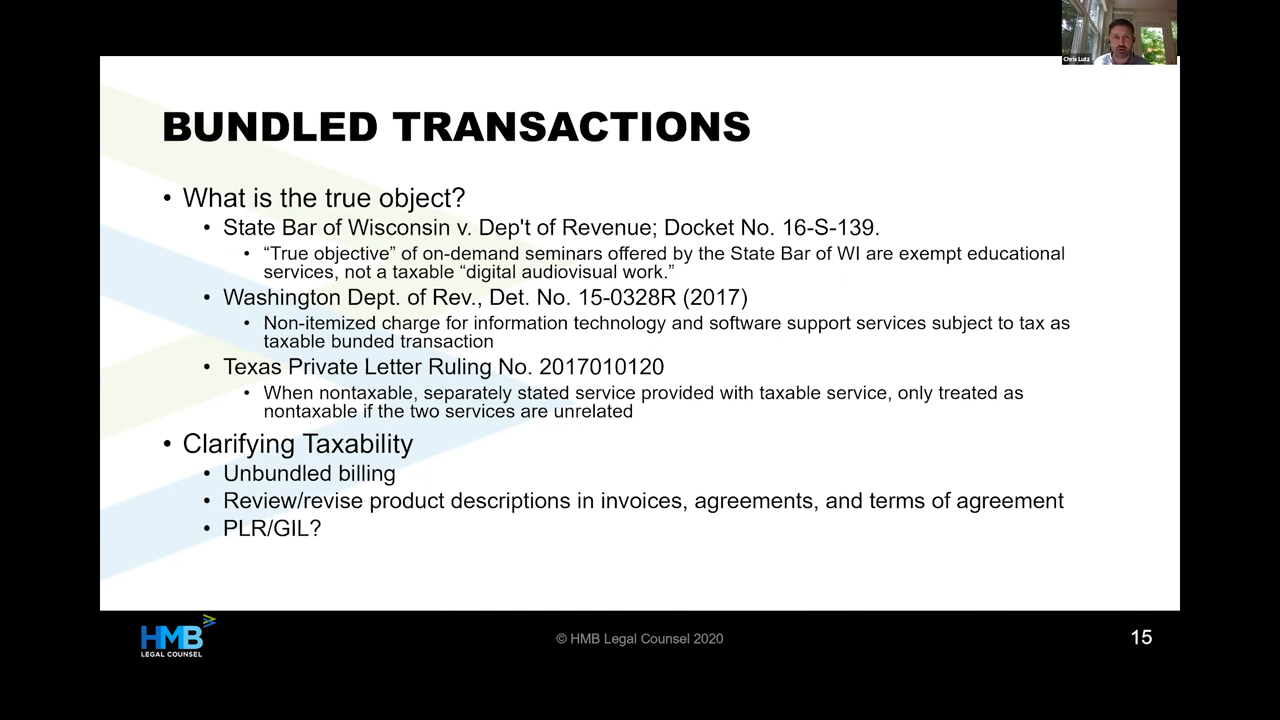 Chris Lutz
BUNDLED TRANSACTIONS
• What is the true object?
• State Bar of Wisconsin v. Dep't of Revenue; Docket No. 16-S-139.
• “True objective” of on-demand seminars offered by the State Bar of WI are exempt educational
services, not a taxable “digital audiovisual work.”
• Washington Dept. of Rev., Det. No. 15-0328R (2017)
• Non-itemized charge for information technology and software support services subject to tax as
taxable bunded transaction
• Texas Private Letter Ruling No. 2017010120
• When nontaxable, separately stated service provided with taxable service, only treated as
nontaxable if the two services are unrelated
• Clarifying Taxability
• Unbundled billing
• Review/revise product descriptions in invoices, agreements, and terms of agreement
• PLR/GIL?
HMB
LEGAL COUNSEL
© HMB Legal Counsel 2020
15